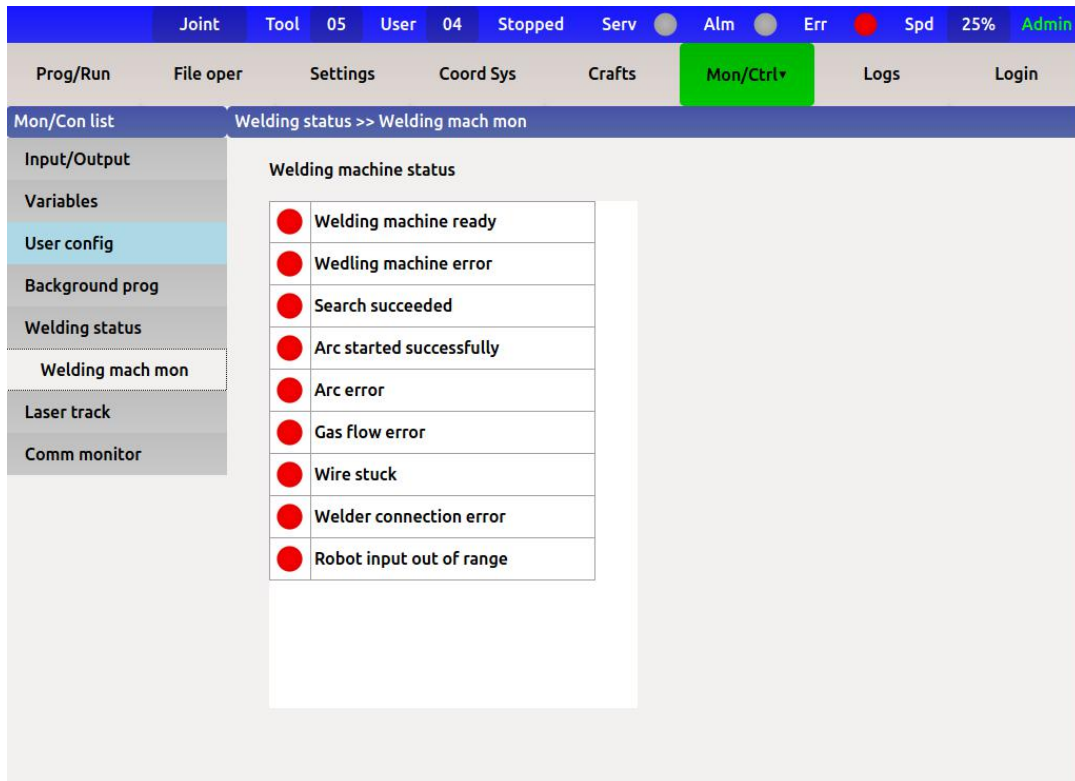 Joint Tool 05 User 04 Stopped Serv Alm Err Spd 25% Admin
Prog/Run File oper Settings Coord Sys Crafts Mon/Ctrl▾ Logs Login
Mon/Con list Welding status >> Welding mach mon
Input/Output
Variables
User config
Background prog
Welding status
Welding mach mon
Laser track
Comm monitor
Welding machine status
Welding machine ready
Wedling machine error
Search succeeded
Arc started successfully
Arc error
Gas flow error
Wire stuck
Welder connection error
Robot input out of range